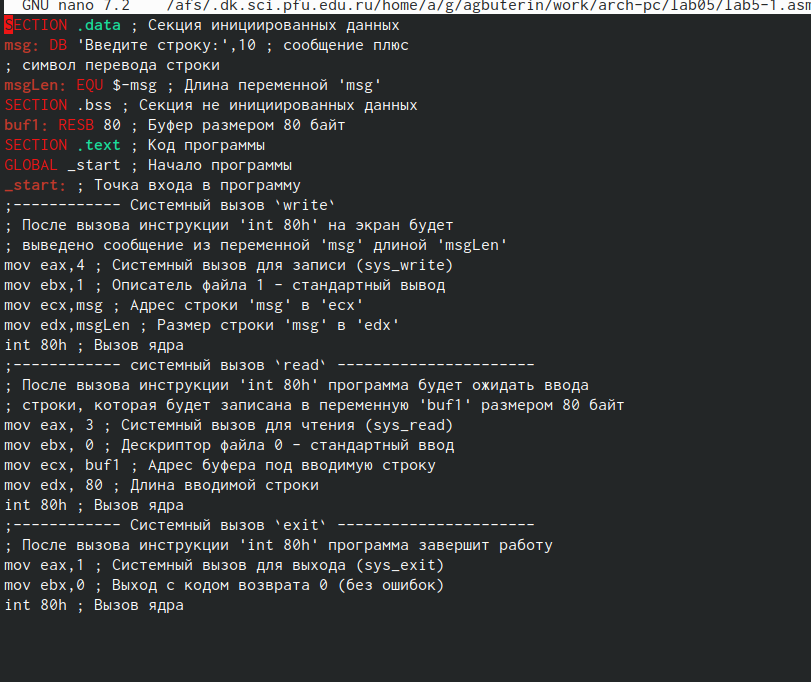 GNU nano 7.2 /afs/.dk.sci.pfu.edu.ru/home/a/g/agbuterin/work/arch-pc/lab05/lab5-1.asm
SECTION .data ; Секция инициированных данных
msg: DB 'Введите строку:',10 ; сообщение плюс
; символ перевода строки
msgLen: EQU $-msg ; Длина переменной 'msg'
SECTION .bss ; Секция не инициированных данных
buf1: RESB 80 ; Буфер размером 80 байт
SECTION .text ; Код программы
GLOBAL _start ; Начало программы
_start: ; Точка входа в программу
;------------ Системный вызов `write`
; После вызова инструкции 'int 80h' на экран будет
; выведено сообщение из переменной 'msg' длиной 'msgLen'
mov eax,4 ; Системный вызов для записи (sys_write)
mov ebx,1 ; Описатель файла 1 - стандартный вывод
mov ecx,msg ; Адрес строки 'msg' в 'ecx'
mov edx,msgLen ; Размер строки 'msg' в 'edx'
int 80h ; Вызов ядра
;------------ системный вызов `read` ----------------------
; После вызова инструкции 'int 80h' программа будет ожидать ввода
; строки, которая будет записана в переменную 'buf1' размером 80 байт
mov eax, 3 ; Системный вызов для чтения (sys_read)
mov ebx, 0 ; Дескриптор файла 0 - стандартный ввод
mov ecx, buf1 ; Адрес буфера под вводимую строку
mov edx, 80 ; Длина вводимой строки
int 80h ; Вызов ядра
;------------ Системный вызов `exit` ----------------------
; После вызова инструкции 'int 80h' программа завершит работу
mov eax,1 ; Системный вызов для выхода (sys_exit)
mov ebx,0 ; Выход с кодом возврата 0 (без ошибок)
int 80h ; Вызов ядра